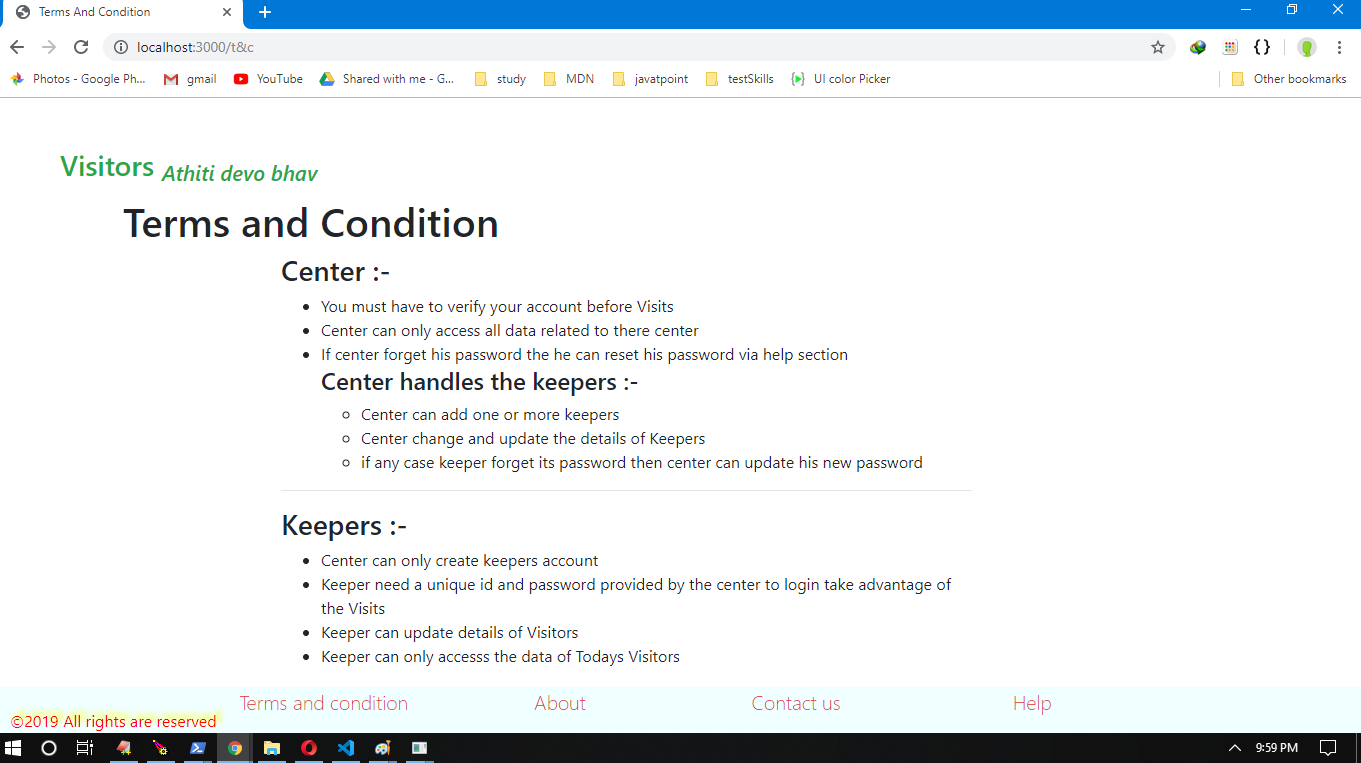 Terms And Condition
localhost:3000/t&c
Photos - Google Ph...
gmail
YouTube
Shared with me - G...
study
MDN
javatpoint
testSkills
UI color Picker
Other bookmarks
Visitors Athiti devo bhav
Terms and Condition
Center :-
You must have to verify your account before Visits
Center can only access all data related to there center
If center forget his password the he can reset his password via help section
Center handles the keepers :-
Center can add one or more keepers
Center change and update the details of Keepers
if any case keeper forget its password then center can update his new password
Keepers :-
Center can only create keepers account
Keeper need a unique id and password provided by the center to login take advantage of
the Visits
Keeper can update details of Visitors
Keeper can only accesss the data of Todays Visitors
Terms and condition
About
Contact us
Help
©2019 All rights are reserved
9:59 PM